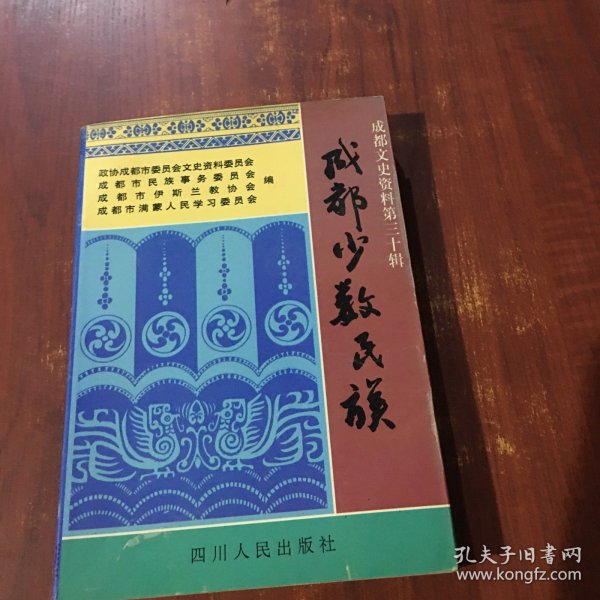 成都文史资料第三十辑
成都少数民族
政协成都市委员会文史资料委员会
成都市民族事务委员会
成都市伊斯兰教协会
成都市满蒙人民学习委员会
编
四川人民出版社
孔夫子旧书网
www.kongfz.com